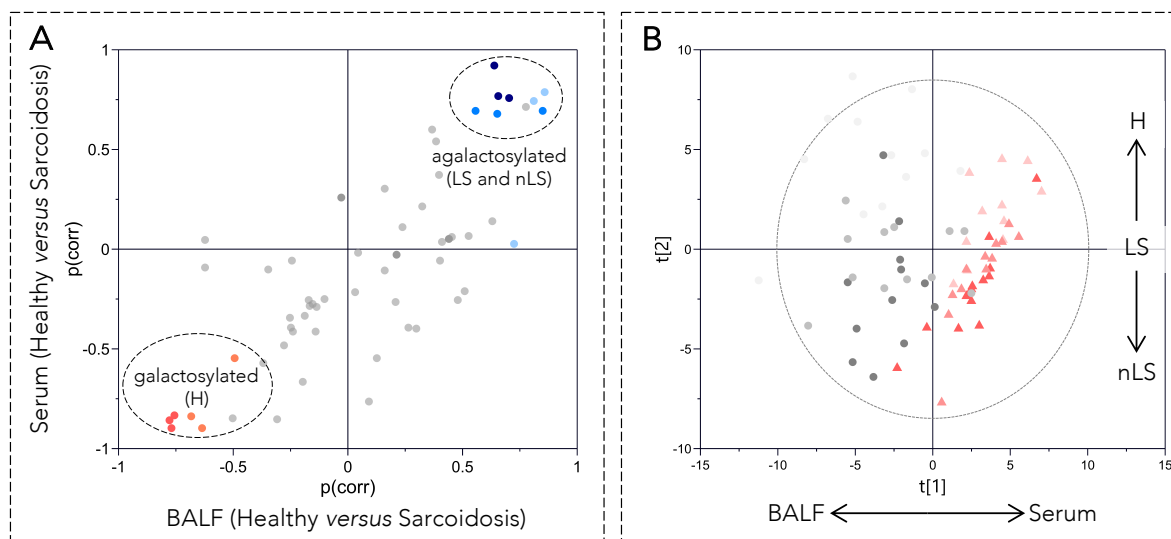 A
Serum (Healthy versus Sarcoidosis)
p(corr)
1
0.5
0
-0.5
-1
agalactosylated
(LS and nLS)
galactosylated
(H)
-1
-0.5
0
0.5
1
p(corr)
BALF (Healthy versus Sarcoidosis)
B
t[2]
10
5
0
-5
-10
H
LS
nLS
-15
-10
-5
0
5
10
15
t[1]
BALF
Serum